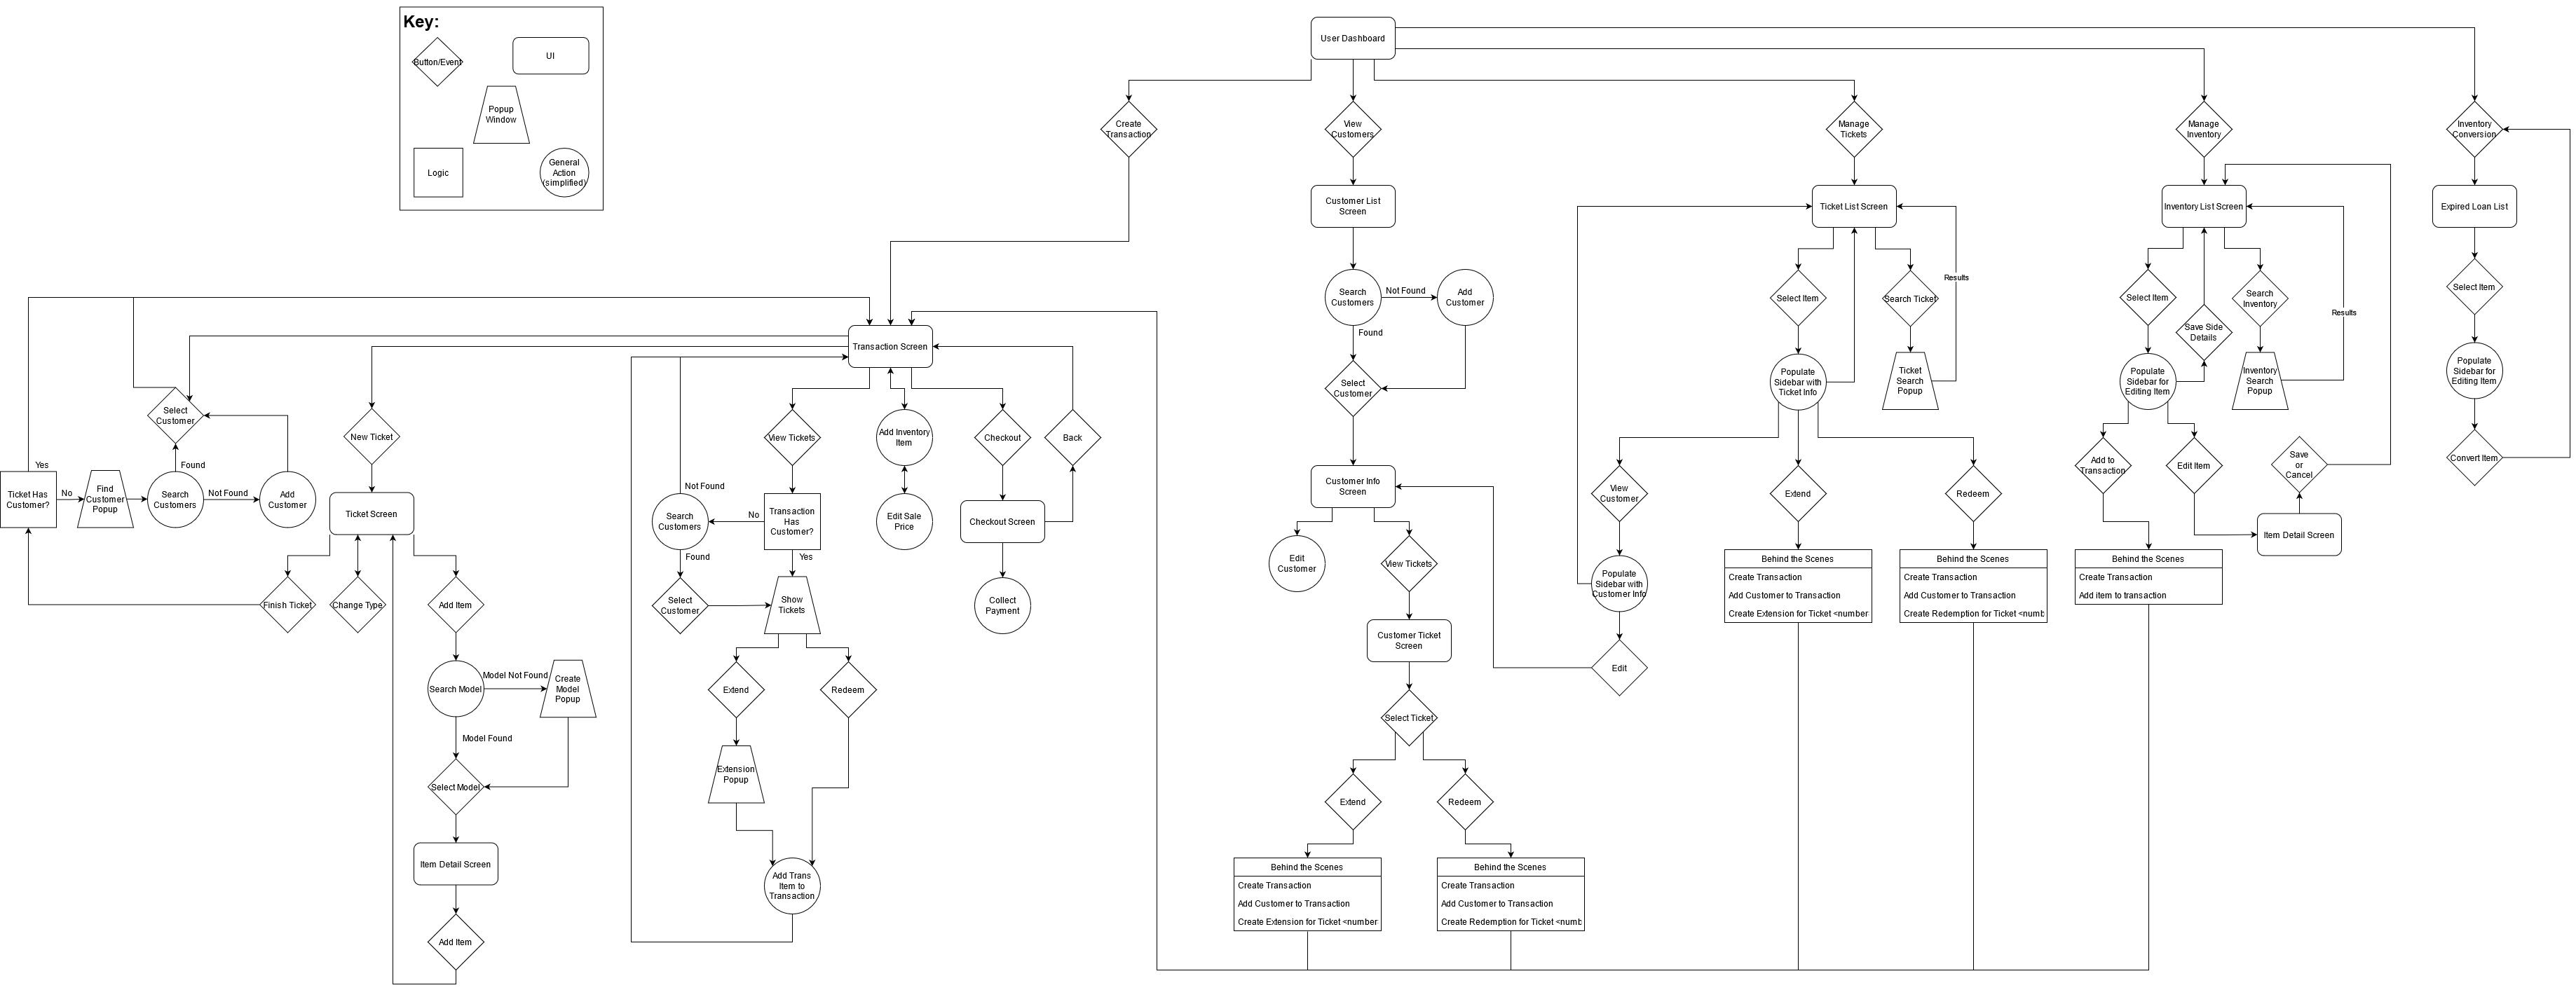 Key:
Button/Event
UI
Popup
Window
Logic
General
Action
(simplified)
User Dashboard
Create
Transaction
View
Customers
Manage
Tickets
Manage
Inventory
Inventory
Conversion
Customer List
Screen
Ticket List Screen
Inventory List Screen
Expired Loan List
Search
Customers
Not Found
Add
Customer
Found
Select
Customer
Customer Info
Screen
Edit
Customer
View Tickets
Customer Ticket
Screen
Select Ticket
Extend
Redeem
Behind the Scenes
Create Transaction
Add Customer to Transaction
Create Extension for Ticket <number
Behind the Scenes
Create Transaction
Add Customer to Transaction
Create Redemption for Ticket <numb
Select Item
Search Ticket
Results
Populate
Sidebar with
Ticket Info
Ticket
Search
Popup
View
Customer
Extend
Redeem
Populate
Sidebar with
Customer Info
Edit
Behind the Scenes
Create Transaction
Add Customer to Transaction
Create Extension for Ticket <number
Behind the Scenes
Create Transaction
Add Customer to Transaction
Create Redemption for Ticket <numb
Select Item
Save Side
Details
Search
Inventory
Results
Populate
Sidebar for
Editing Item
Inventory
Search
Popup
Add to
Transaction
Edit Item
Save
or
Cancel
Item Detail Screen
Behind the Scenes
Create Transaction
Add item to transaction
Select Item
Populate
Sidebar for
Editing Item
Convert Item
Transaction Screen
Select
Customer
New Ticket
Yes
Found
Ticket Has
Customer?
No
Find
Customer
Popup
Search
Customers
Not Found
Add
Customer
Ticket Screen
Finish Ticket
Change Type
Add Item
Search Model
Model Not Found
Create
Model
Popup
Model Found
Select Model
Item Detail Screen
Add Item
View Tickets
Add Inventory
Item
Checkout
Back
Not Found
Search
Customers
No
Transaction
Has
Customer?
Edit Sale
Price
Checkout Screen
Found
Yes
Select
Customer
Show
Tickets
Collect
Payment
Extend
Redeem
Extension
Popup
Add Trans
Item to
Transaction